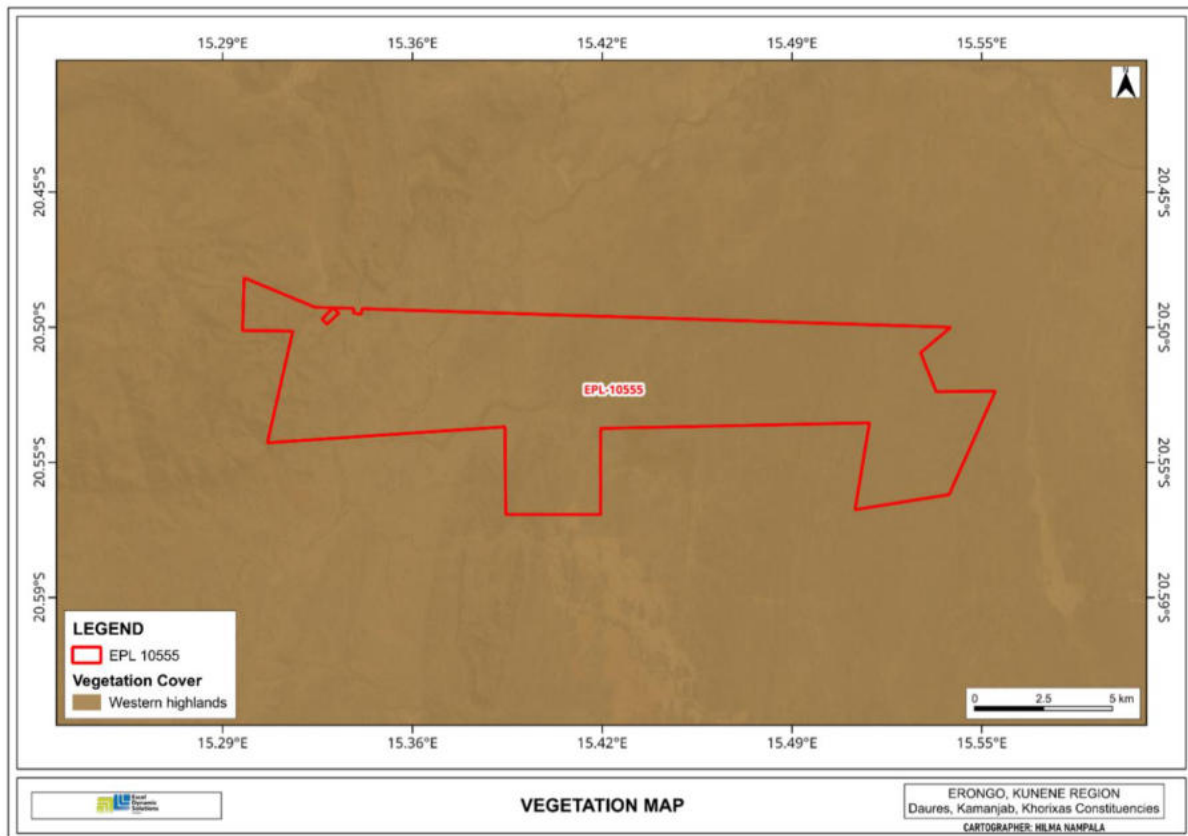 15.29°E 15.36°E 15.42°E 15.49°E 15.55°E
N
20.45°S 20.45°S
20.50°S 20.50°S
EPL-10555
20.55°S 20.55°S
20.59°S 20.59°S
LEGEND
EPL 10555
Vegetation Cover
Western highlands
0 2.5 5 km
15.29°E 15.36°E 15.42°E 15.49°E 15.55°E
Excel
Dynamic
Solutions
VEGETATION MAP
ERONGO, KUNENE REGION
Daures, Kamanjab, Khorixas Constituencies
CARTOGRAPHER: HILMA NAMPALA